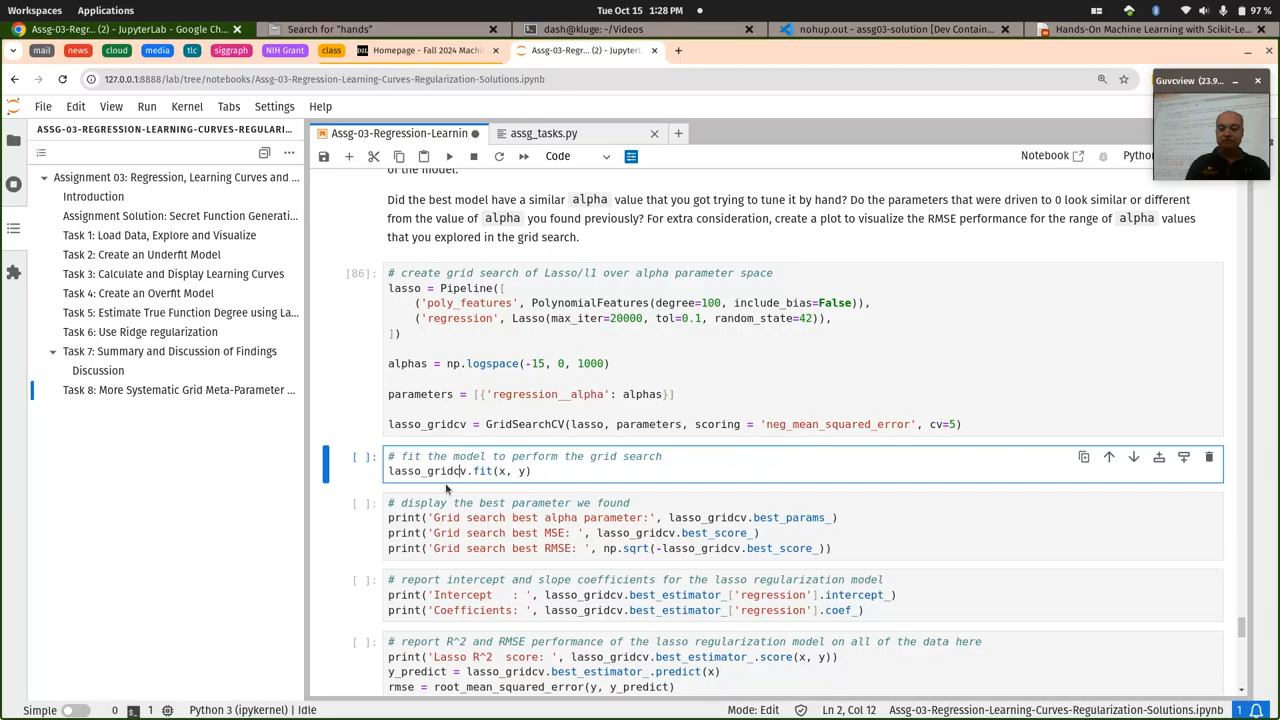 Workspaces Applications Tue Oct 15 1:28 PM 97 %
Assg-03-Regr... (2) - JupyterLab - Google Ch... Search for “hands” dash@kluge: ~/Videos nohup.out - assg03-solution [Dev Contain... Hands-On Machine Learning with Scikit-Le...
mail news cloud media tlc siggraph NIH Grant class Homepage - Fall 2024 Machi Assg-03-Regr... (2) - JupyterL
127.0.0.1:8888/lab/tree/notebooks/Assg-03-Regression-Learning-Curves-Regularization-Solutions.ipynb
Guvcview (23.9...
File Edit View Run Kernel Tabs Settings Help
ASSG-03-REGRESSION-LEARNING-CURVES-REGULARI...
Assignment 03: Regression, Learning Curves and ...
Introduction
Assignment Solution: Secret Function Generati...
Task 1: Load Data, Explore and Visualize
Task 2: Create an Underfit Model
Task 3: Calculate and Display Learning Curves
Task 4: Create an Overfit Model
Task 5: Estimate True Function Degree using La...
Task 6: Use Ridge regularization
Task 7: Summary and Discussion of Findings
Discussion
Task 8: More Systematic Grid Meta-Parameter ...
Assg-03-Regression-Learnin assg_tasks.py
Code Notebook Python
of the model.
Did the best model have a similar alpha value that you got trying to tune it by hand? Do the parameters that were driven to 0 look similar or different
from the value of alpha you found previously? For extra consideration, create a plot to visualize the RMSE performance for the range of alpha values
that you explored in the grid search.
[86]: # create grid search of Lasso/l1 over alpha parameter space
lasso = Pipeline([
('poly_features', PolynomialFeatures(degree=100, include_bias=False)),
('regression', Lasso(max_iter=20000, tol=0.1, random_state=42)),
])
alphas = np.logspace(-15, 0, 1000)
parameters = [{'regression__alpha': alphas}]
lasso_gridcv = GridSearchCV(lasso, parameters, scoring = 'neg_mean_squared_error', cv=5)
[ ]: # fit the model to perform the grid search
lasso_gridcv.fit(x, y)
[ ]: # display the best parameter we found
print('Grid search best alpha parameter:', lasso_gridcv.best_params_)
print('Grid search best MSE: ', lasso_gridcv.best_score_)
print('Grid search best RMSE: ', np.sqrt(-lasso_gridcv.best_score_))
[ ]: # report intercept and slope coefficients for the lasso regularization model
print('Intercept   : ', lasso_gridcv.best_estimator_['regression'].intercept_)
print('Coefficients: ', lasso_gridcv.best_estimator_['regression'].coef_)
[ ]: # report R^2 and RMSE performance of the lasso regularization model on all of the data here
print('Lasso R^2  score: ', lasso_gridcv.best_estimator_.score(x, y))
y_predict = lasso_gridcv.best_estimator_.predict(x)
rmse = root_mean_squared_error(y, y_predict)
Simple 0 1 Python 3 (ipykernel) | Idle Mode: Edit Ln 2, Col 12 Assg-03-Regression-Learning-Curves-Regularization-Solutions.ipynb 1